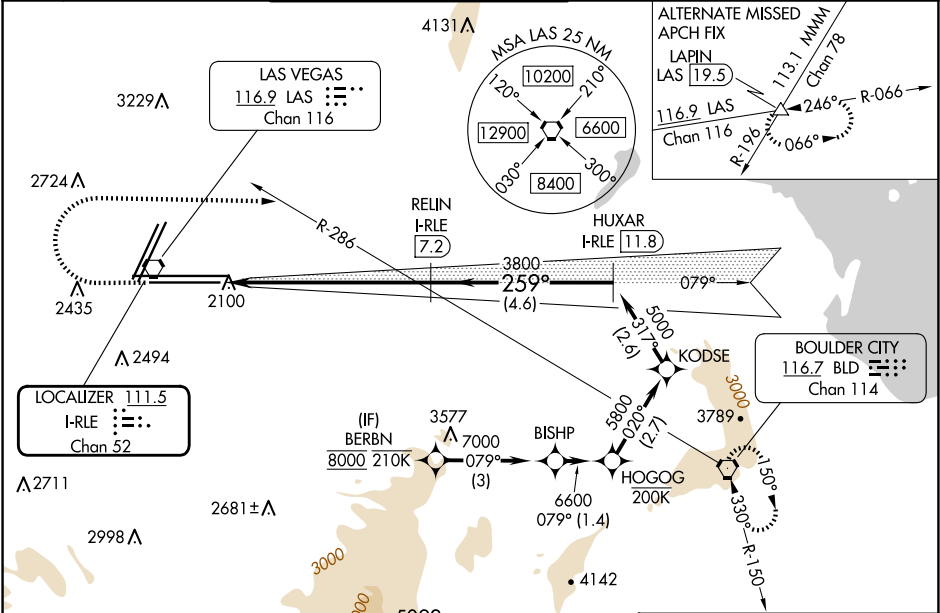 4131
MSA LAS 25 NM
10200
120°
210°
12900
6600
030°
300°
8400
ALTERNATE MISSED
APCH FIX
LAPIN
LAS 19.5
113.1 MMM
Chan 78
116.9 LAS
Chan 116
246°
R-066
066°
R-196
LAS VEGAS
116.9 LAS
Chan 116
3229
2724
R-286
RELIN
I-RLE
7.2
HUXAR
I-RLE 11.8
3800
259°
(4.6)
079°
2435
2100
2494
5000
317°
(2.6)
KODSE
BOULDER CITY
116.7 BLD
Chan 114
LOCALIZER 111.5
I-RLE
Chan 52
3000
3789
(IF)
BERBN
8000 210K
3577
7000
079°
(3)
BISHP
5800
020°
(2.7)
HOGOG
200K
6600
079° (1.4)
150°
330°
R-150
2711
2681±
2998
3000
4142